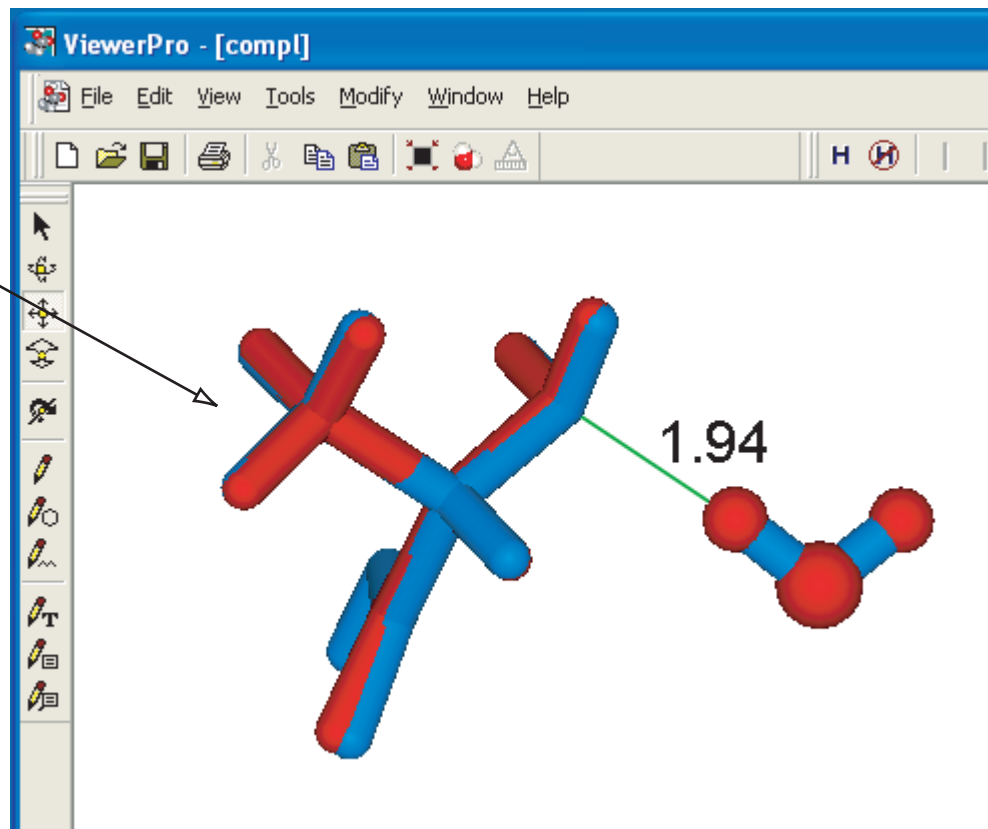 ViewerPro - [compl]
File Edit View Tools Modify Window Help
H H
T
1.94